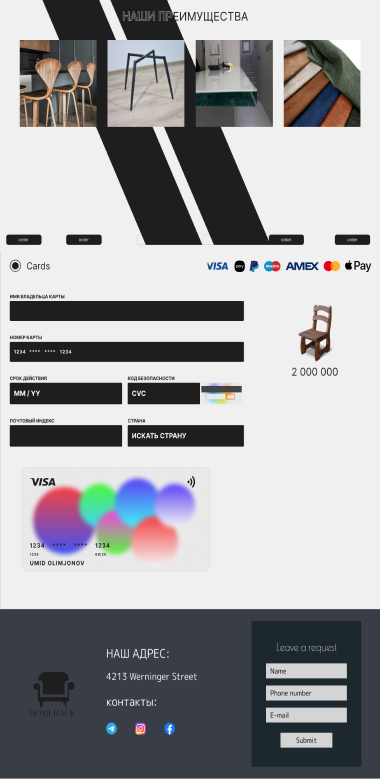 НАШИ ПРЕИМУЩЕСТВА
order
order
order
order
Cards
VISA
PAY
P
Maestro
AMEX
Pay
ИМЯ ВЛАДЕЛЬЦА КАРТЫ
НОМЕР КАРТЫ
1234 **** **** 1234
2 000 000
СРОК ДЕЙСТВИЯ
КОД БЕЗОПАСНОСТИ
MM / YY
CVC
ПОЧТОВЫЙ ИНДЕКС
СТРАНА
ИСКАТЬ СТРАНУ
VISA
1234 **** **** 1234
1234
UMID OLIMJONOV
НАШ АДРЕС:
4213 Werninger Street
контакты:
HOMEBACK
Leave a request
Name
Phone number
E-mail
Submit